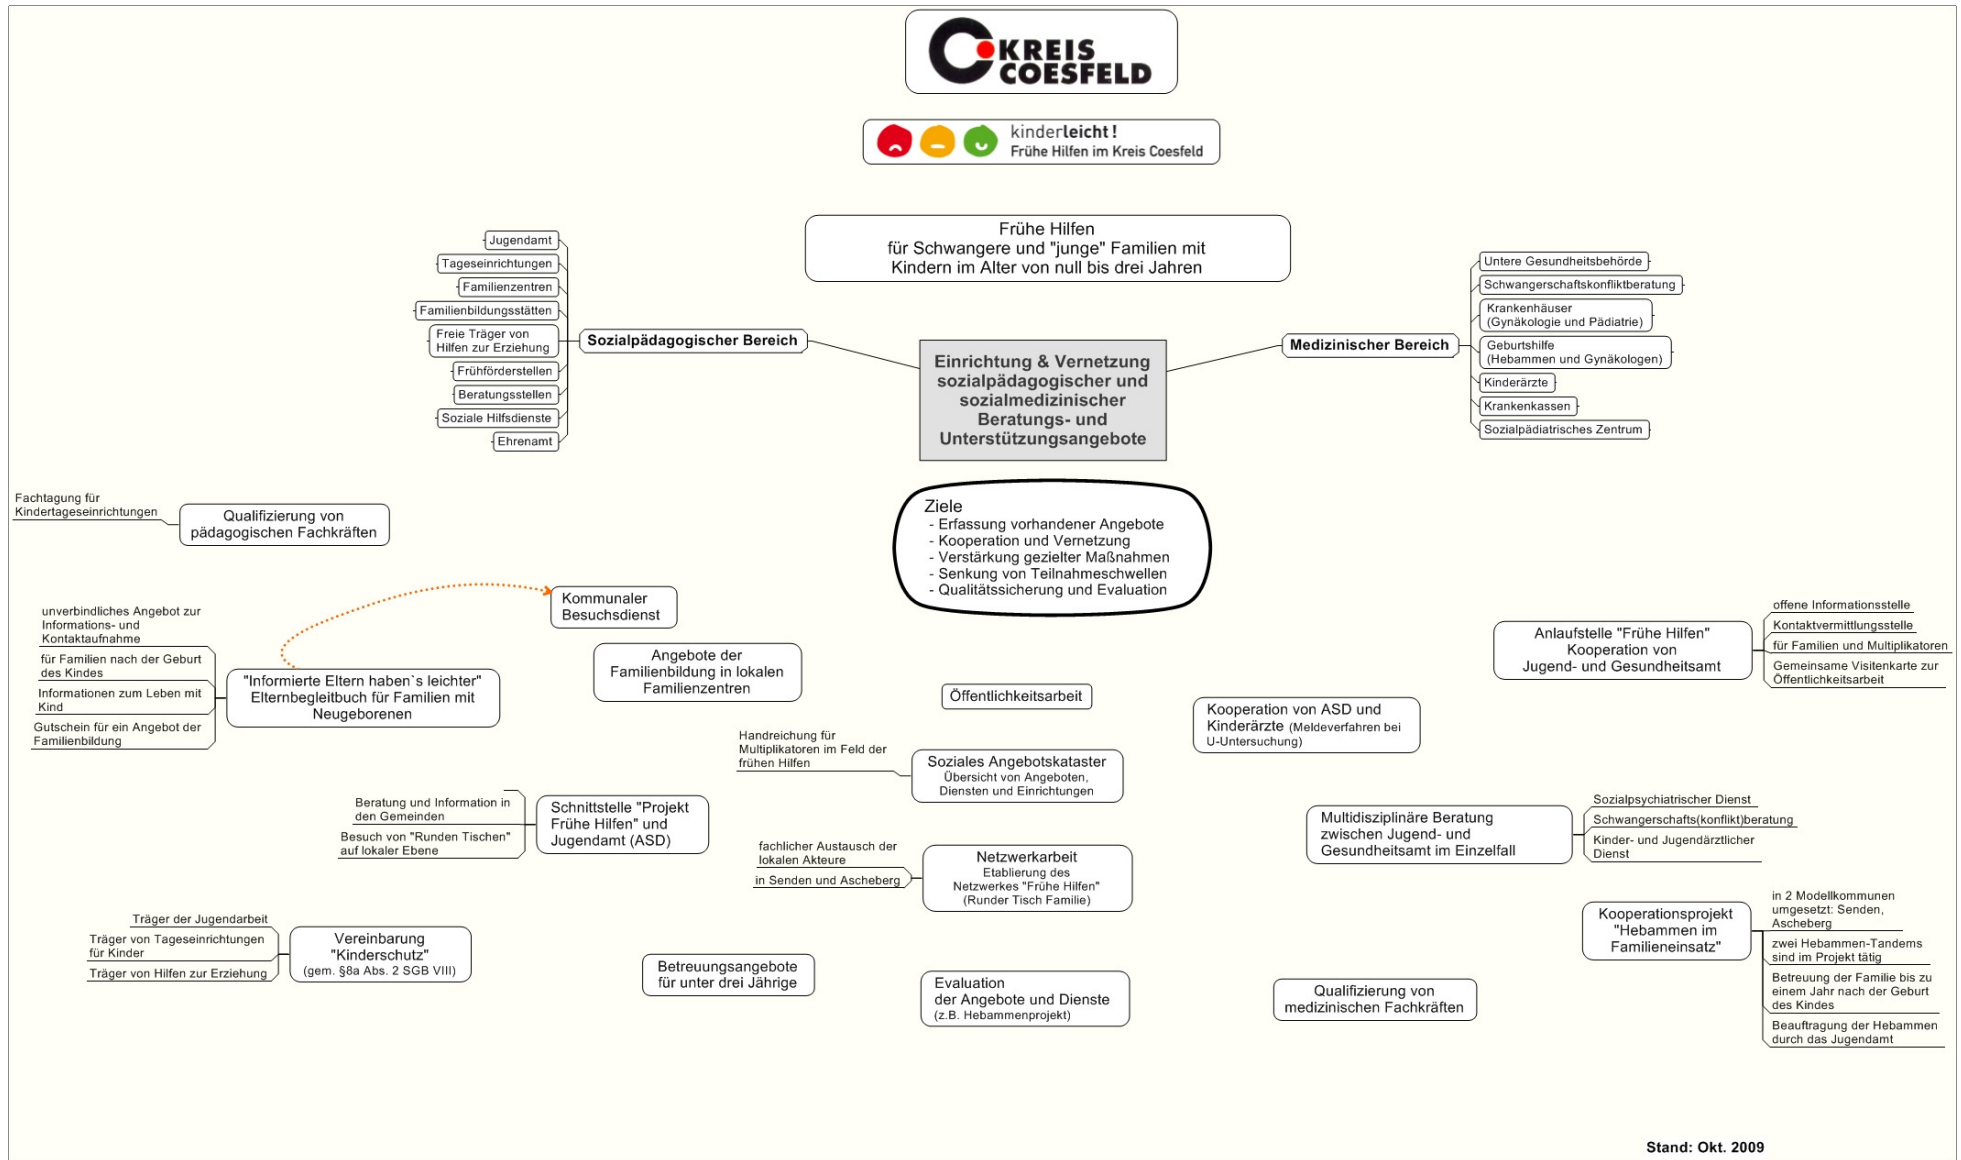 KREIS
COESFELD
kinderleicht!
Frühe Hilfen im Kreis Coesfeld
Frühe Hilfen
für Schwangere und "junge" Familien mit
Kindern im Alter von null bis drei Jahren
Jugendamt
Tageseinrichtungen
Familienzentren
Familienbildungsstätten
Freie Träger von
Hilfen zur Erziehung
Frühförderstellen
Beratungsstellen
Soziale Hilfsdienste
Ehrenamt
Sozialpädagogischer Bereich
Einrichtung & Vernetzung
sozialpädagogischer und
sozialmedizinischer
Beratungs- und
Unterstützungsangebote
Medizinischer Bereich
Untere Gesundheitsbehörde
Schwangerschaftskonfliktberatung
Krankenhäuser
(Gynäkologie und Pädiatrie)
Geburtshilfe
(Hebammen und Gynäkologen)
Kinderärzte
Krankenkassen
Sozialpädiatrisches Zentrum
Ziele
- Erfassung vorhandener Angebote
- Kooperation und Vernetzung
- Verstärkung gezielter Maßnahmen
- Senkung von Teilnahmeschwellen
- Qualitätssicherung und Evaluation
Fachtagung für
Kindertageseinrichtungen
Qualifizierung von
pädagogischen Fachkräften
Kommunaler
Besuchsdienst
unverbindliches Angebot zur
Informations- und
Kontaktaufnahme
für Familien nach der Geburt
des Kindes
Informationen zum Leben mit
Kind
Gutschein für ein Angebot der
Familienbildung
"Informierte Eltern haben`s leichter"
Elternbegleitbuch für Familien mit
Neugeborenen
Angebote der
Familienbildung in lokalen
Familienzentren
Öffentlichkeitsarbeit
Kooperation von ASD und
Kinderärzte (Meldeverfahren bei
U-Untersuchung)
Anlaufstelle "Frühe Hilfen"
Kooperation von
Jugend- und Gesundheitsamt
offene Informationsstelle
Kontaktvermittlungsstelle
für Familien und Multiplikatoren
Gemeinsame Visitenkarte zur
Öffentlichkeitsarbeit
Handreichung für
Multiplikatoren im Feld der
frühen Hilfen
Soziales Angebotskataster
Übersicht von Angeboten,
Diensten und Einrichtungen
Beratung und Information in
den Gemeinden
Besuch von "Runden Tischen"
auf lokaler Ebene
Schnittstelle "Projekt
Frühe Hilfen" und
Jugendamt (ASD)
Multidisziplinäre Beratung
zwischen Jugend- und
Gesundheitsamt im Einzelfall
Sozialpsychiatrischer Dienst
Schwangerschafts(konflikt)beratung
Kinder- und Jugendärztlicher
Dienst
fachlicher Austausch der
lokalen Akteure
in Senden und Ascheberg
Netzwerkarbeit
Etablierung des
Netzwerkes "Frühe Hilfen"
(Runder Tisch Familie)
Träger der Jugendarbeit
Träger von Tageseinrichtungen
für Kinder
Träger von Hilfen zur Erziehung
Vereinbarung
"Kinderschutz"
(gem. §8a Abs. 2 SGB VIII)
Betreuungsangebote
für unter drei Jährige
Evaluation
der Angebote und Dienste
(z.B. Hebammenprojekt)
Qualifizierung von
medizinischen Fachkräften
Kooperationsprojekt
"Hebammen im
Familieneinsatz"
in 2 Modellkommunen
umgesetzt: Senden,
Ascheberg
zwei Hebammen-Tandems
sind im Projekt tätig
Betreuung der Familie bis zu
einem Jahr nach der Geburt
des Kindes
Beauftragung der Hebammen
durch das Jugendamt
Stand: Okt. 2009